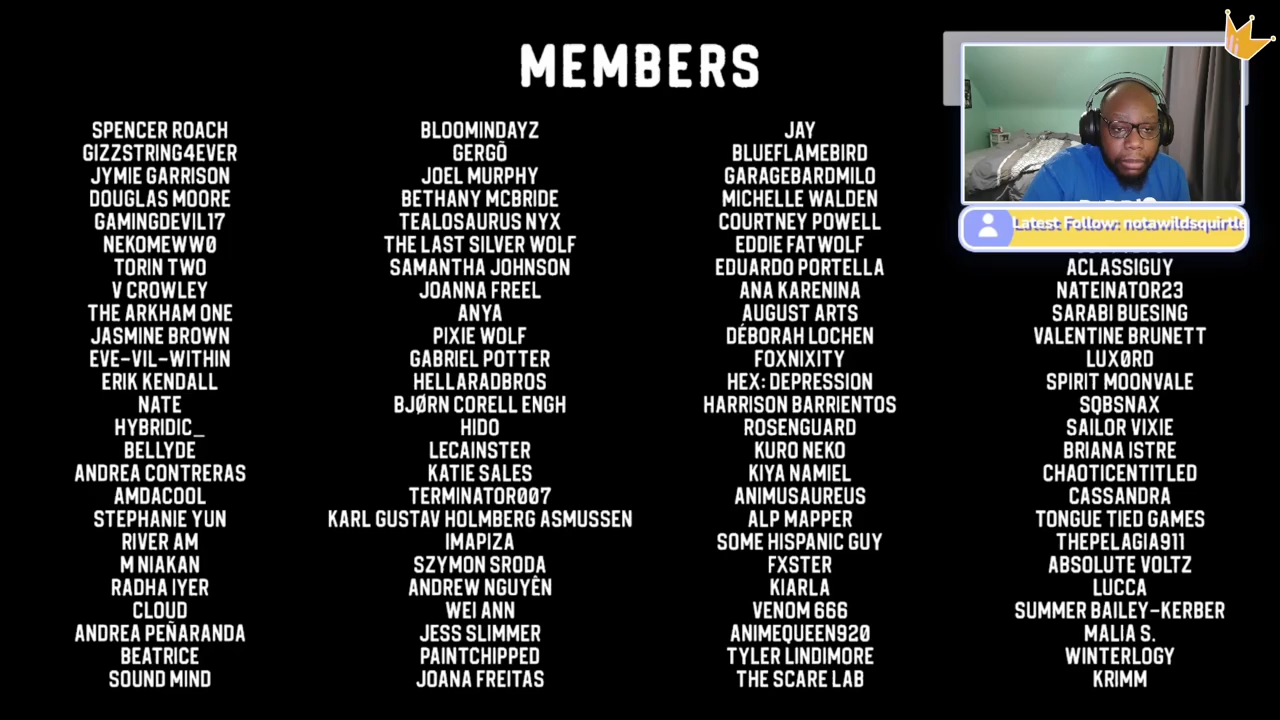 MEMBERS
SPENCER ROACH
GIZZSTRING4EVER
JYMIE GARRISON
DOUGLAS MOORE
GAMINGDEVIL17
NEKOMEWWØ
TORIN TWO
V CROWLEY
THE ARKHAM ONE
JASMINE BROWN
EVE-VIL-WITHIN
ERIK KENDALL
NATE
HYBRIDIC_
BELLYDE
ANDREA CONTRERAS
AMDACOOL
STEPHANIE YUN
RIVER AM
M NIAKAN
RADHA IYER
CLOUD
ANDREA PEÑARANDA
BEATRICE
SOUND MIND
BLOOMINDAYZ
GERGŐ
JOEL MURPHY
BETHANY MCBRIDE
TEALOSAURUS NYX
THE LAST SILVER WOLF
SAMANTHA JOHNSON
JOANNA FREEL
ANYA
PIXIE WOLF
GABRIEL POTTER
HELLARADBROS
BJØRN CORELL ENGH
HIDO
LECAINSTER
KATIE SALES
TERMINATOR007
KARL GUSTAV HOLMBERG ASMUSSEN
IMAPIZA
SZYMON SRODA
ANDREW NGUYÊN
WEI ANN
JESS SLIMMER
PAINTCHIPPED
JOANA FREITAS
JAY
BLUEFLAMEBIRD
GARAGEBARDMILO
MICHELLE WALDEN
COURTNEY POWELL
EDDIE FATWOLF
EDUARDO PORTELLA
ANA KARENINA
AUGUST ARTS
DÉBORAH LOCHEN
FOXNIXITY
HEX: DEPRESSION
HARRISON BARRIENTOS
ROSENGUARD
KURO NEKO
KIYA NAMIEL
ANIMUSAUREUS
ALP MAPPER
SOME HISPANIC GUY
FXSTER
KIARLA
VENOM 666
ANIMEQUEEN920
TYLER LINDIMORE
THE SCARE LAB
Latest Follow: notawildsquirtle
ACLASSIGUY
NATEINATOR23
SARABI BUESING
VALENTINE BRUNETT
LUXØRD
SPIRIT MOONVALE
SQBSNAX
SAILOR VIXIE
BRIANA ISTRE
CHAOTICENTITLED
CASSANDRA
TONGUE TIED GAMES
THEPELAGIA911
ABSOLUTE VOLTZ
LUCCA
SUMMER BAILEY-KERBER
MALIA S.
WINTERLOGY
KRIMM